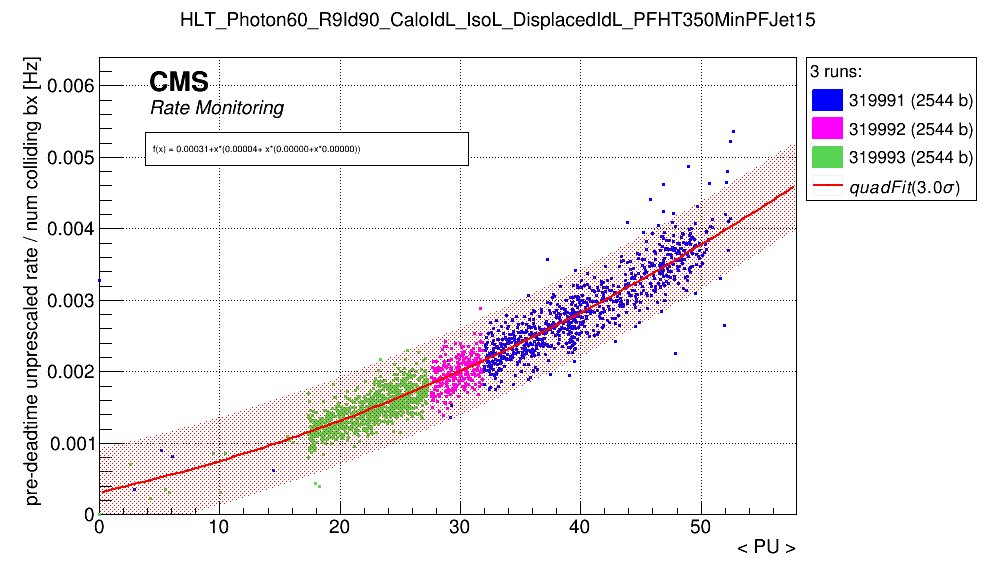 HLT_Photon60_R9Id90_CaloIdL_IsoL_DisplacedIdL_PFHT350MinPFJet15
pre-deadtime unprescaled rate / num colliding bx [Hz]
0.006
0.005
0.004
0.003
0.002
0.001
0
CMS
Rate Monitoring
f(x) = 0.00031+x*(0.00004+ x*(0.00000+x*0.00000))
3 runs:
319991 (2544 b)
319992 (2544 b)
319993 (2544 b)
quadFit(3.0σ)
0 10 20 30 40 50
< PU >